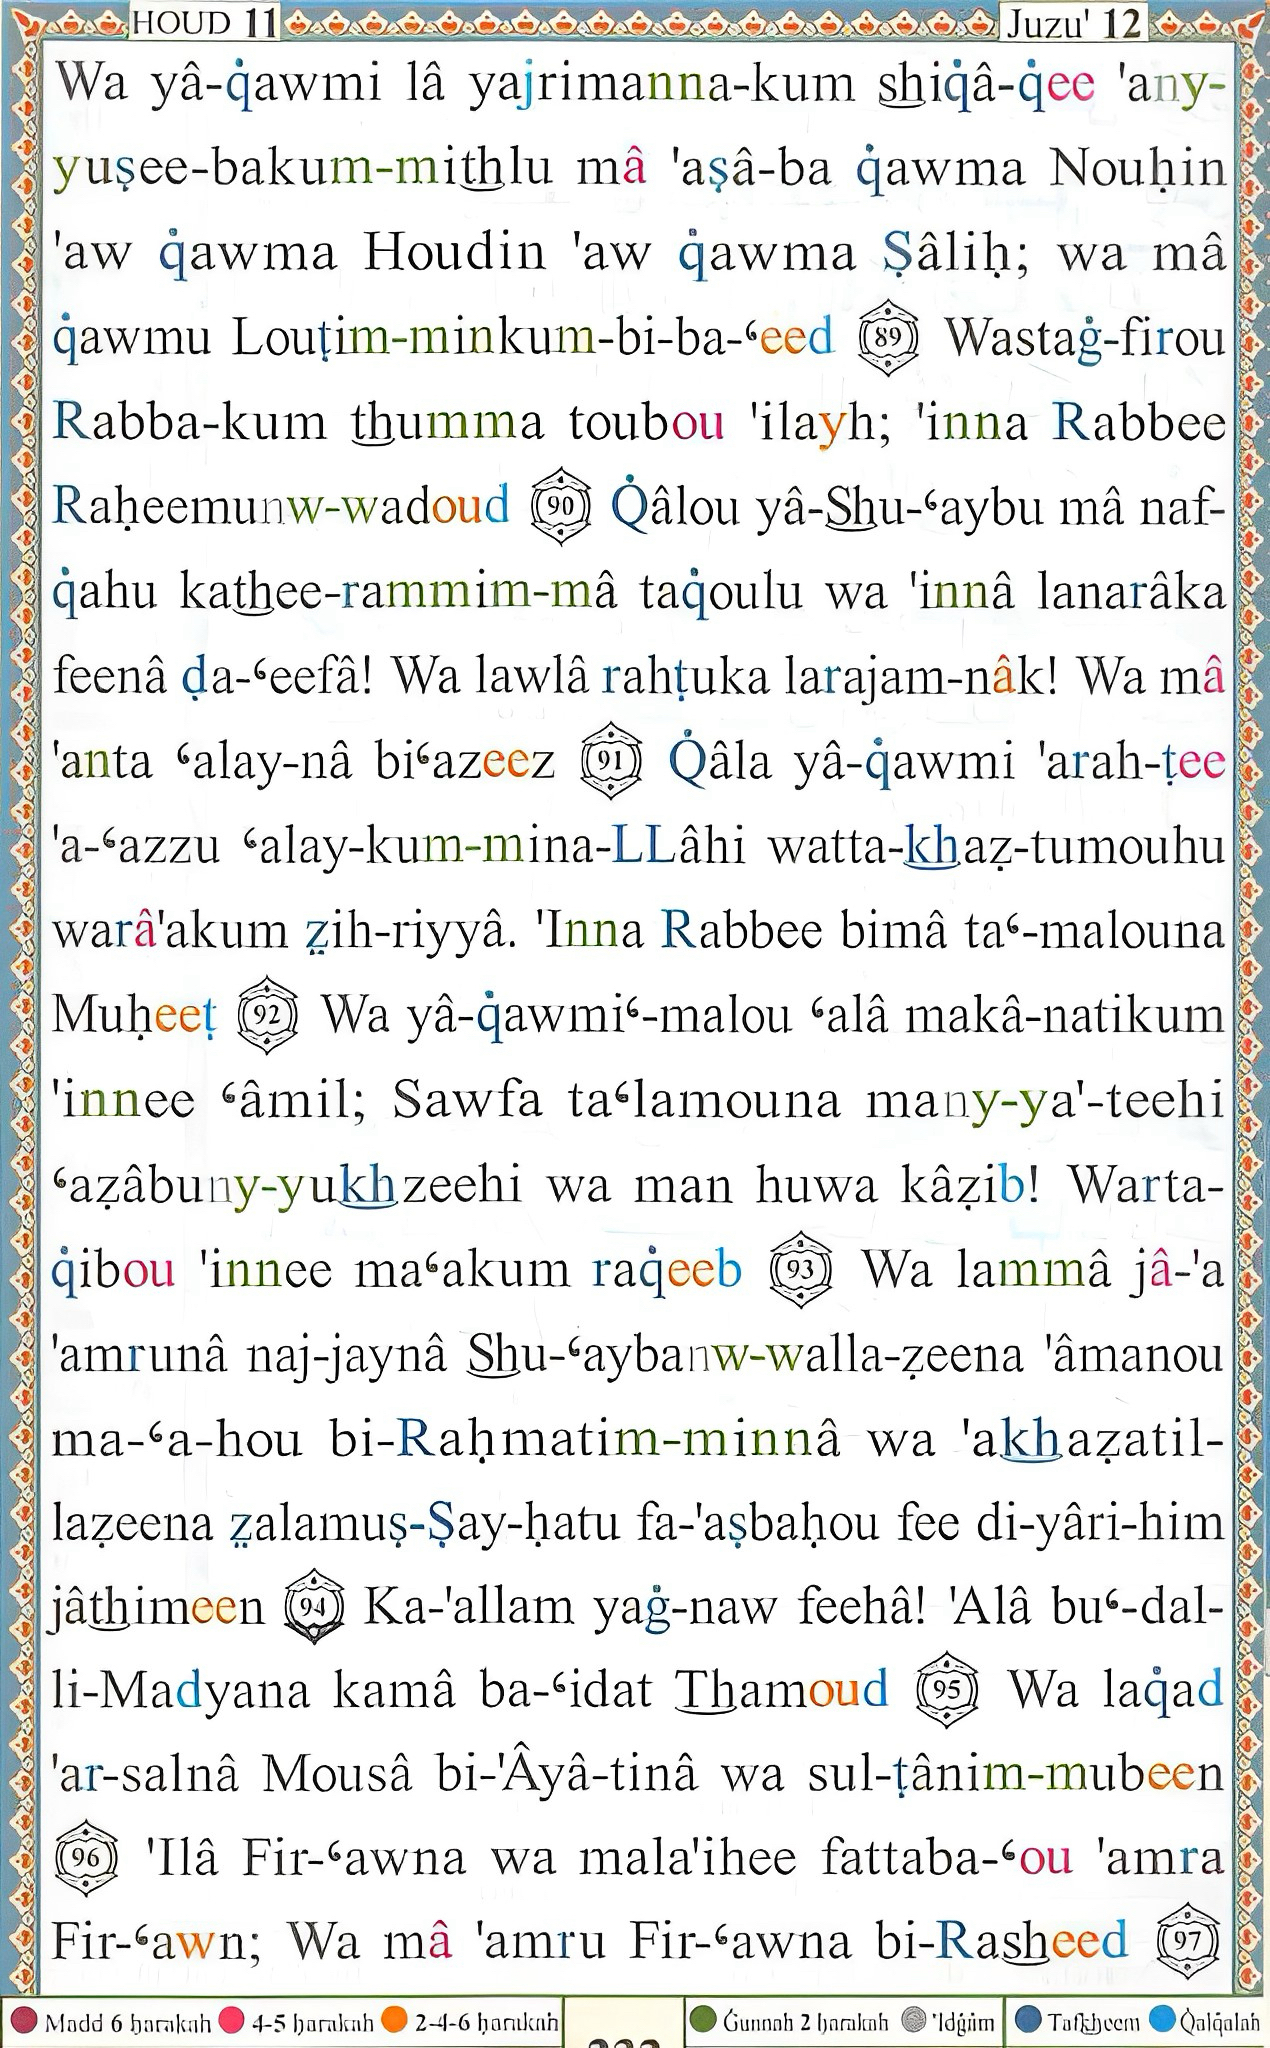 HOUD 11
Juzu' 12
Wa yâ-q̇awmi lâ yajrimanna-kum shiq̇â-q̇ee 'any-
yuṣee-bakum-mithlu mâ 'aṣâ-ba q̇awma Nouḥin
'aw q̇awma Houdin 'aw q̇awma Ṣâliḥ; wa mâ
q̇awmu Louṭim-minkum-bi-ba-ʿeed 89 Wastaġ-firou
Rabba-kum thumma toubou 'ilayh; 'inna Rabbee
Raḥeemunw-wadoud 90 Q̇âlou yâ-Shu-ʿaybu mâ naf-
q̇ahu kathee-rammim-mâ taq̇oulu wa 'innâ lanarâka
feenâ ḍa-ʿeefâ! Wa lawlâ rahṭuka larajam-nâk! Wa mâ
'anta ʿalay-nâ biʿazeez 91 Q̇âla yâ-q̇awmi 'arah-ṭee
'a-ʿazzu ʿalay-kum-mina-LLâhi watta-khaẓ-tumouhu
warâ'akum ẓ̤ih-riyyâ. 'Inna Rabbee bimâ taʿ-malouna
Muḥeeṭ 92 Wa yâ-q̇awmiʿ-malou ʿalâ makâ-natikum
'innee ʿâmil; Sawfa taʿlamouna many-ya'-teehi
ʿaẓâbuny-yukhzeehi wa man huwa kâẓib! Warta-
q̇ibou 'innee maʿakum raq̇eeb 93 Wa lammâ jâ-'a
'amrunâ naj-jaynâ Shu-ʿaybanw-walla-ẓeena 'âmanou
ma-ʿa-hou bi-Raḥmatim-minnâ wa 'akhaẓatil-
laẓeena z̤alamuṣ-Ṣay-ḥatu fa-'aṣbaḥou fee di-yâri-him
jâthimeen 94 Ka-'allam yaġ-naw feehâ! 'Alâ buʿ-dal-
li-Madyana kamâ ba-ʿidat Thamoud 95 Wa laq̇ad
'ar-salnâ Mousâ bi-'Âyâ-tinâ wa sul-ṭânim-mubeen
96 'Ilâ Fir-ʿawna wa mala'ihee fattaba-ʿou 'amra
Fir-ʿawn; Wa mâ 'amru Fir-ʿawna bi-Rasheed 97
Madd 6 ḥarakah 4-5 ḥarakah 2-4-6 ḥarakah Ġunnah 2 ḥarakah 'Idġâm Tafkheem Q̇alq̇alah